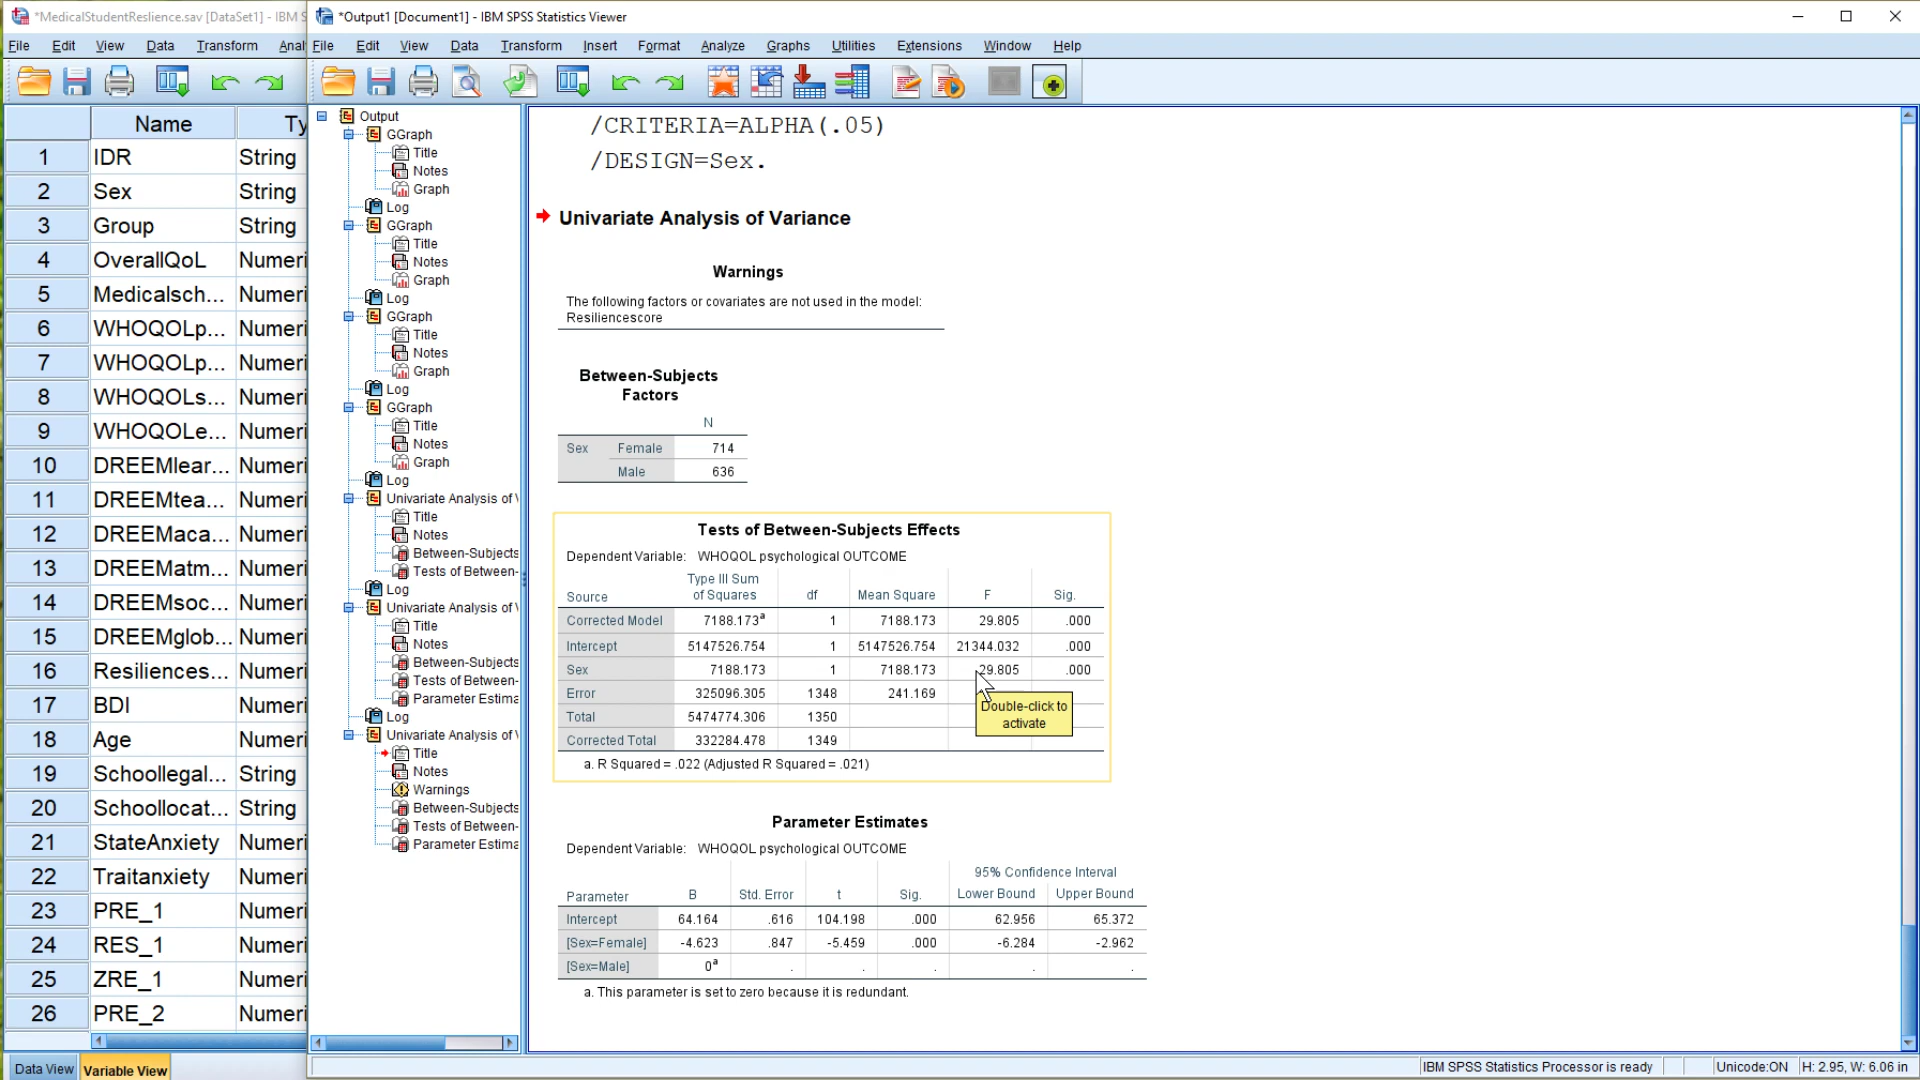 *MedicalStudentReslience.sav [DataSet1] - IBM S
File Edit View Data Transform Anal
Name Ty
1 IDR String
2 Sex String
3 Group String
4 OverallQoL Numeri
5 Medicalsch... Numeri
6 WHOQOLp... Numeri
7 WHOQOLp... Numeri
8 WHOQOLs... Numeri
9 WHOQOLe... Numeri
10 DREEMlear... Numeri
11 DREEMtea... Numeri
12 DREEMaca... Numeri
13 DREEMatm... Numeri
14 DREEMsoc... Numeri
15 DREEMglob... Numeri
16 Resiliences... Numeri
17 BDI Numeri
18 Age Numeri
19 Schoollegal... String
20 Schoollocat... String
21 StateAnxiety Numeri
22 Traitanxiety Numeri
23 PRE_1 Numeri
24 RES_1 Numeri
25 ZRE_1 Numeri
26 PRE_2 Numeri
Data View Variable View
*Output1 [Document1] - IBM SPSS Statistics Viewer
File Edit View Data Transform Insert Format Analyze Graphs Utilities Extensions Window Help
Output
GGraph
Title
Notes
Graph
Log
GGraph
Title
Notes
Graph
Log
GGraph
Title
Notes
Graph
Log
GGraph
Title
Notes
Graph
Log
Univariate Analysis of V
Title
Notes
Between-Subjects
Tests of Between-
Log
Univariate Analysis of V
Title
Notes
Between-Subjects
Tests of Between-
Parameter Estima
Log
Univariate Analysis of V
Title
Notes
Warnings
Between-Subjects
Tests of Between-
Parameter Estima
/CRITERIA=ALPHA(.05)
/DESIGN=Sex.
Univariate Analysis of Variance
Warnings
The following factors or covariates are not used in the model:
Resiliencescore
Between-Subjects
Factors
N
Sex Female 714
Male 636
Tests of Between-Subjects Effects
Dependent Variable: WHOQOL psychological OUTCOME
Source Type III Sum of Squares df Mean Square F Sig.
Corrected Model 7188.173a 1 7188.173 29.805 .000
Intercept 5147526.754 1 5147526.754 21344.032 .000
Sex 7188.173 1 7188.173 29.805 .000
Error 325096.305 1348 241.169
Total 5474774.306 1350
Corrected Total 332284.478 1349
a. R Squared = .022 (Adjusted R Squared = .021)
Double-click to
activate
Parameter Estimates
Dependent Variable: WHOQOL psychological OUTCOME
95% Confidence Interval
Parameter B Std. Error t Sig. Lower Bound Upper Bound
Intercept 64.164 .616 104.198 .000 62.956 65.372
[Sex=Female] -4.623 .847 -5.459 .000 -6.284 -2.962
[Sex=Male] 0a . . . . .
a. This parameter is set to zero because it is redundant.
IBM SPSS Statistics Processor is ready Unicode:ON H: 2.95, W: 6.06 in